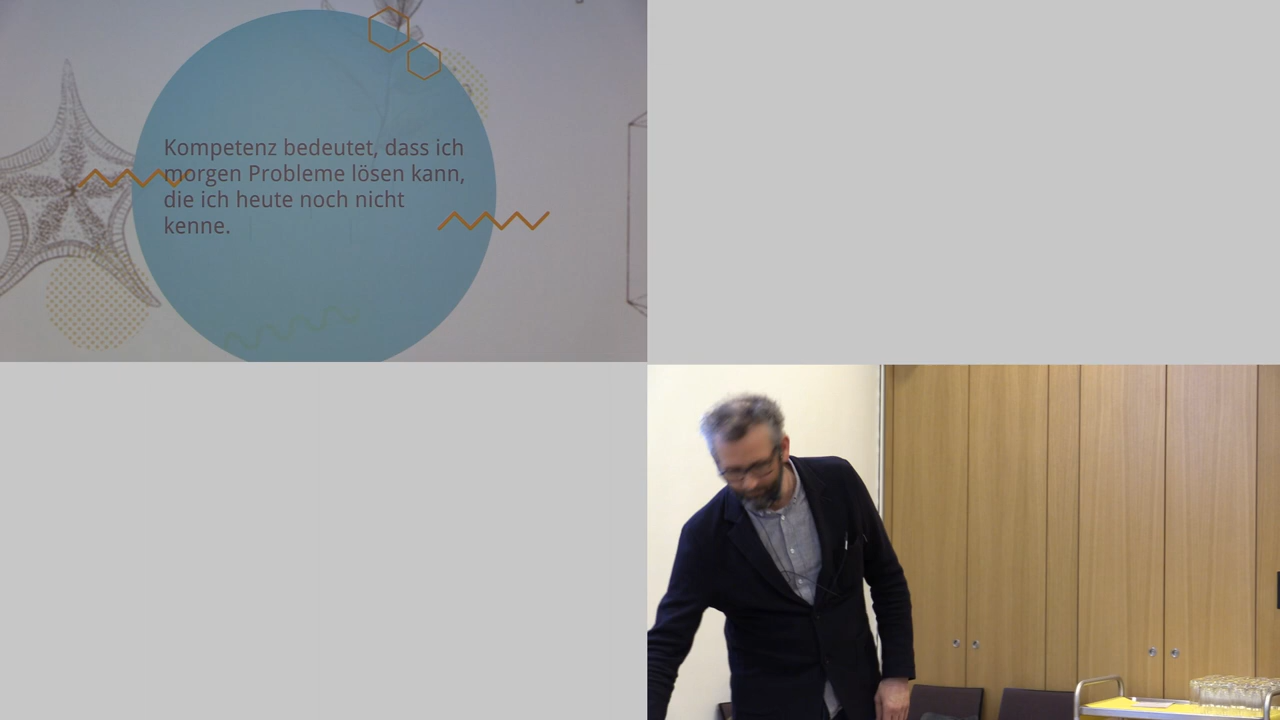 Kompetenz bedeutet, dass ich
morgen Probleme lösen kann,
die ich heute noch nicht
kenne.